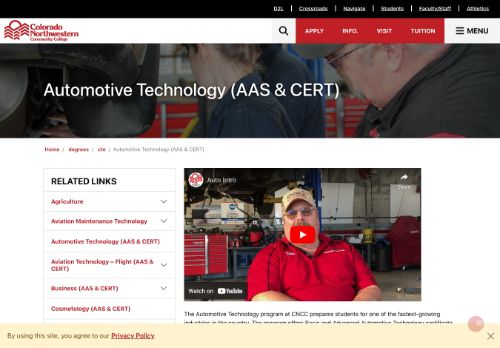 D2L | Crossroads | Navigate | Students | Faculty/Staff | Athletics
Colorado
Northwestern
Community College
APPLY INFO. VISIT TUITION MENU
Automotive Technology (AAS & CERT)
Home / degrees / cte / Automotive Technology (AAS & CERT)
RELATED LINKS
Agriculture
Aviation Maintenance Technology
Automotive Technology (AAS & CERT)
Aviation Technology – Flight (AAS &
CERT)
Business (AAS & CERT)
Cosmetology (AAS & CERT)
Auto Intro
Share
Watch on YouTube
The Automotive Technology program at CNCC prepares students for one of the fastest-growing
industries in the country. The program offers Basic and Advanced Automotive Technology certificate
By using this site, you agree to our Privacy Policy